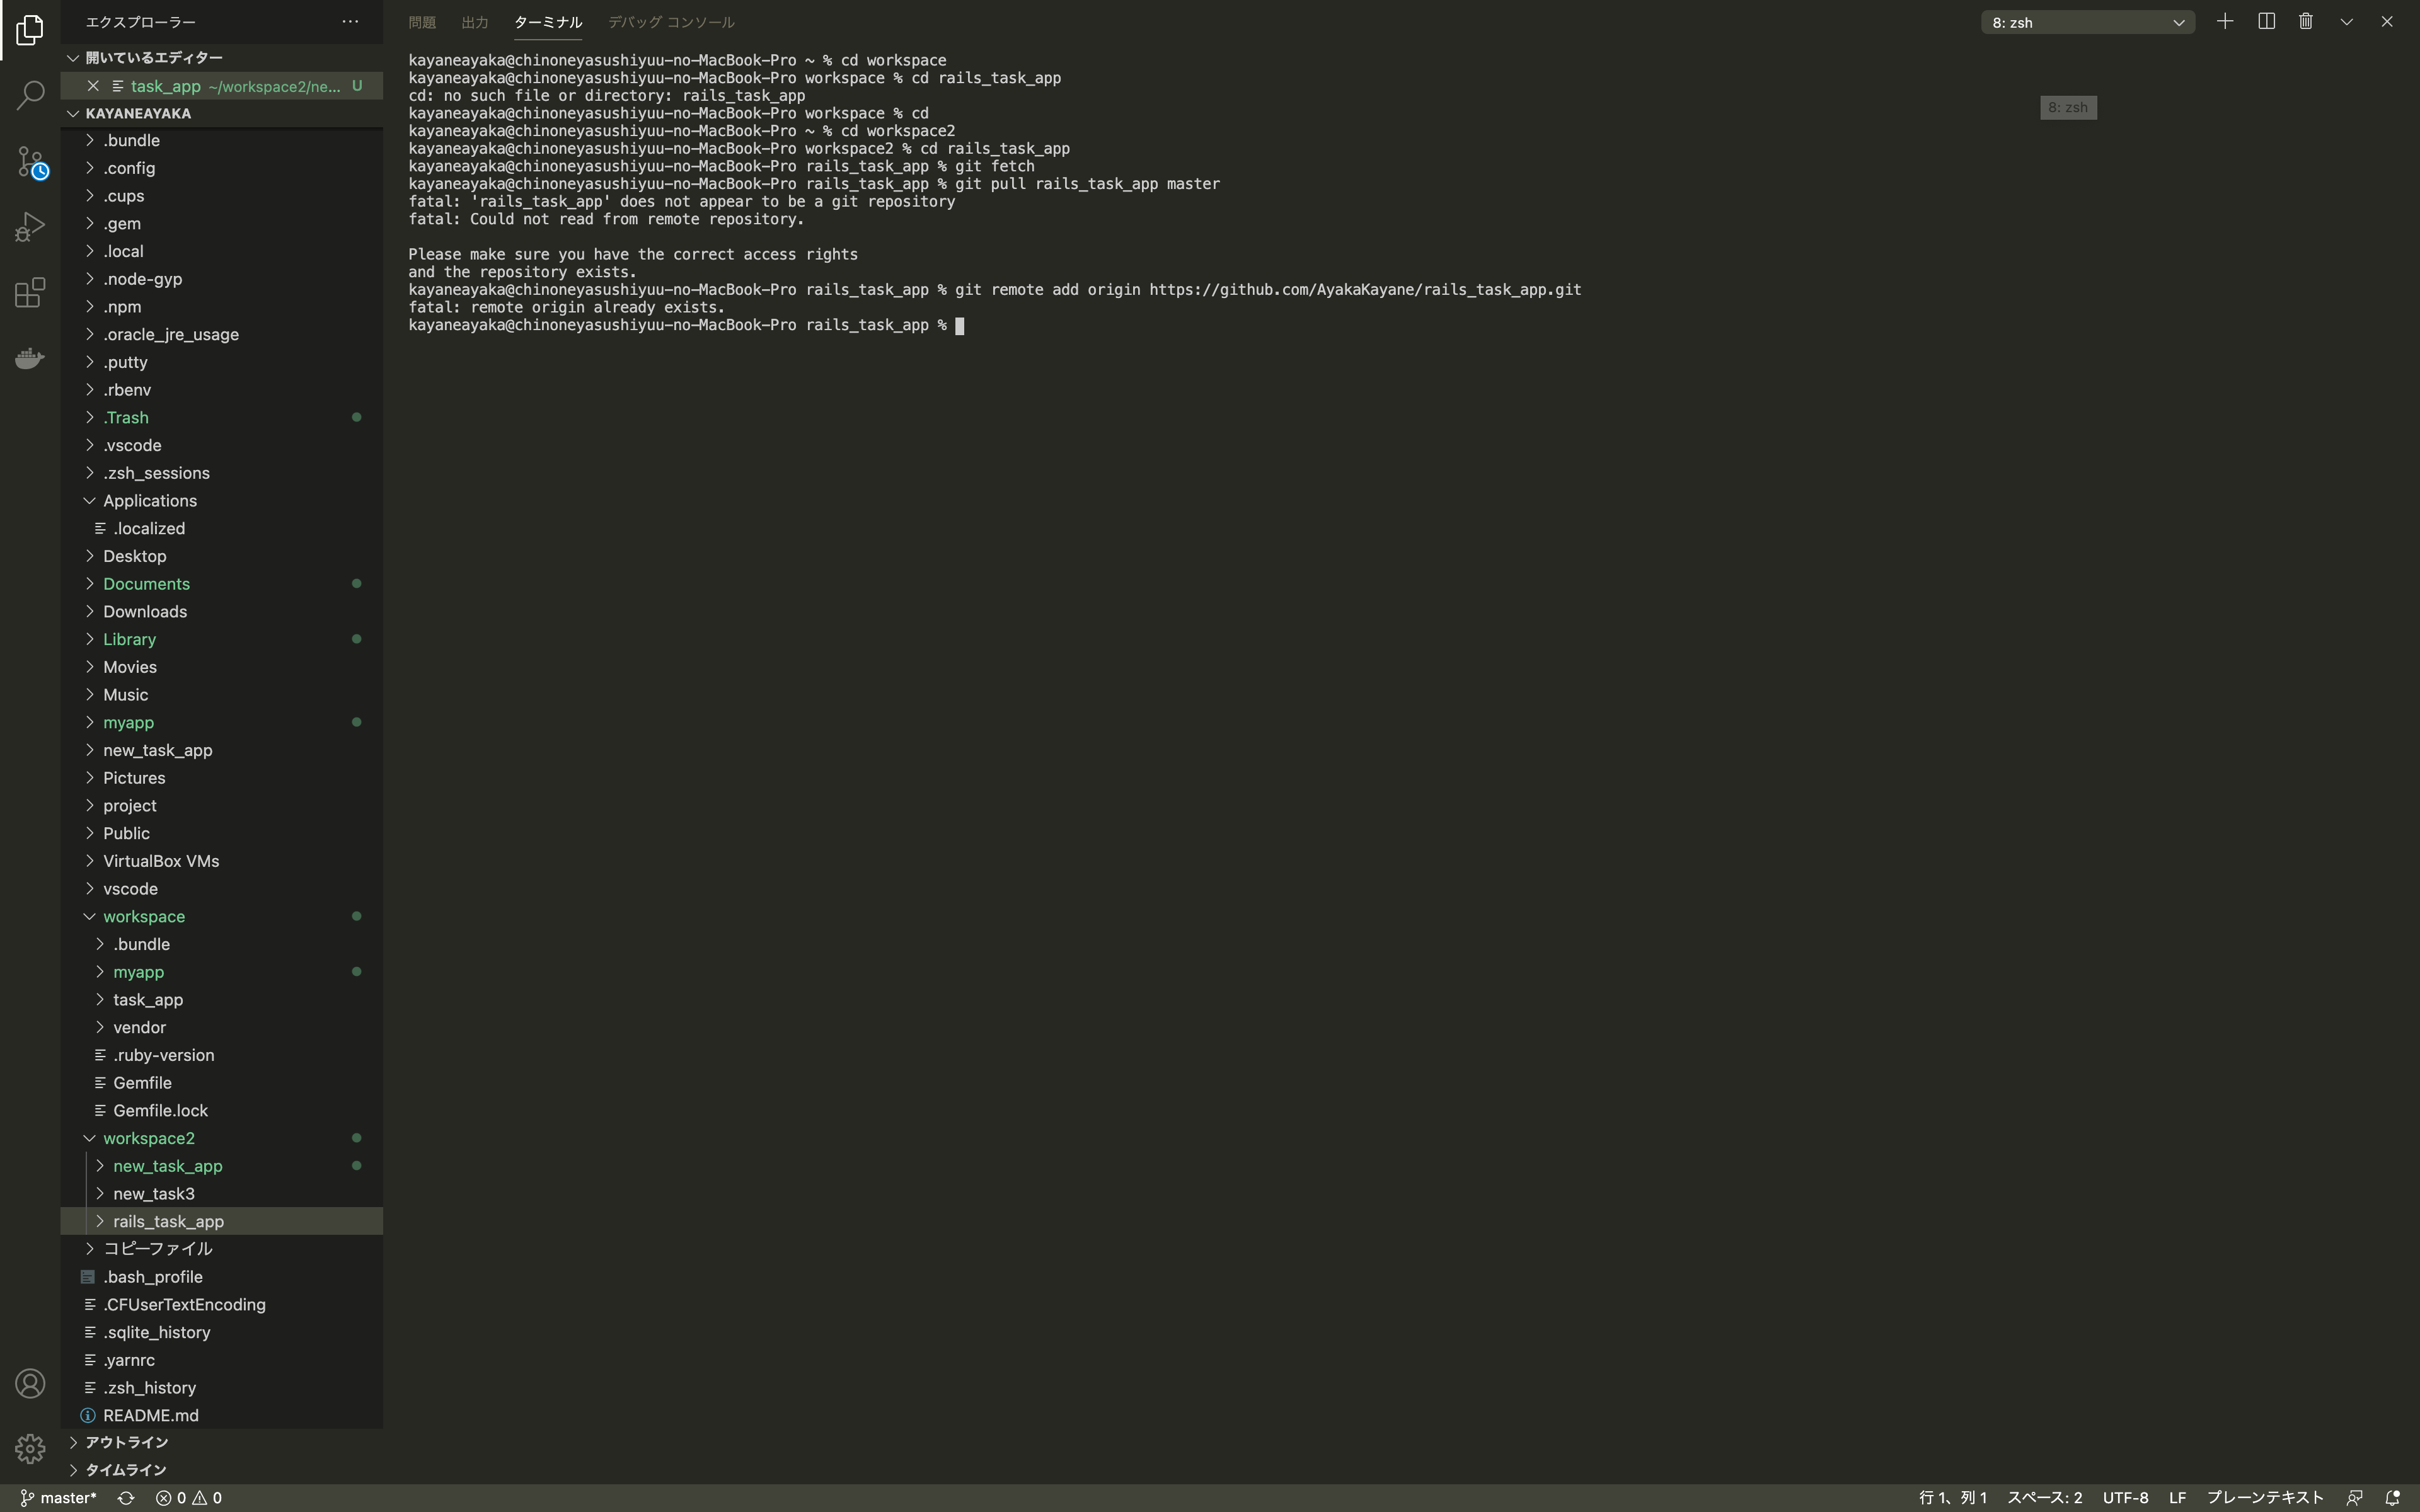 エクスプローラー
開いているエディター
task_app ~/workspace2/ne... U
KAYANEAYAKA
.bundle
.config
.cups
.gem
.local
.node-gyp
.npm
.oracle_jre_usage
.putty
.rbenv
.Trash
.vscode
.zsh_sessions
Applications
.localized
Desktop
Documents
Downloads
Library
Movies
Music
myapp
new_task_app
Pictures
project
Public
VirtualBox VMs
vscode
workspace
.bundle
myapp
task_app
vendor
.ruby-version
Gemfile
Gemfile.lock
workspace2
new_task_app
new_task3
rails_task_app
コピーファイル
.bash_profile
.CFUserTextEncoding
.sqlite_history
.yarnrc
.zsh_history
README.md
アウトライン
タイムライン
問題 出力 ターミナル デバッグ コンソール
8: zsh
8: zsh
kayaneayaka@chinoneyasushiyuu-no-MacBook-Pro ~ % cd workspace
kayaneayaka@chinoneyasushiyuu-no-MacBook-Pro workspace % cd rails_task_app
cd: no such file or directory: rails_task_app
kayaneayaka@chinoneyasushiyuu-no-MacBook-Pro workspace % cd
kayaneayaka@chinoneyasushiyuu-no-MacBook-Pro ~ % cd workspace2
kayaneayaka@chinoneyasushiyuu-no-MacBook-Pro workspace2 % cd rails_task_app
kayaneayaka@chinoneyasushiyuu-no-MacBook-Pro rails_task_app % git fetch
kayaneayaka@chinoneyasushiyuu-no-MacBook-Pro rails_task_app % git pull rails_task_app master
fatal: 'rails_task_app' does not appear to be a git repository
fatal: Could not read from remote repository.
Please make sure you have the correct access rights
and the repository exists.
kayaneayaka@chinoneyasushiyuu-no-MacBook-Pro rails_task_app % git remote add origin https://github.com/AyakaKayane/rails_task_app.git
fatal: remote origin already exists.
kayaneayaka@chinoneyasushiyuu-no-MacBook-Pro rails_task_app %
master* 0 0 行 1、列 1 スペース: 2 UTF-8 LF プレーンテキスト